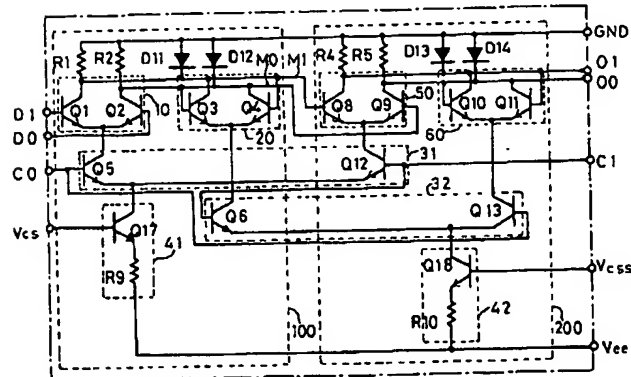 R1 R2 D11 D12 M0 M1 R4 R5 D13 D14 GND
O1
O0
D1 Q1 Q2 10 Q3 Q4 Q8 Q9 50 Q10 Q11
D0 20 60
C0 Q5 Q12 31 C1
32
Q6 Q13
Vcs Q17 41
R9 Q18 Vcss
R10 42
100 200
Vee